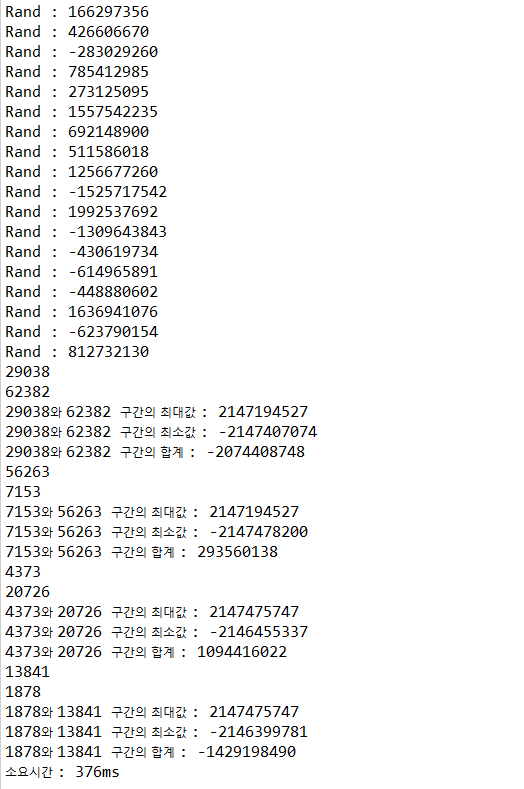 Rand : 166297356
Rand : 426606670
Rand : -283029260
Rand : 785412985
Rand : 273125095
Rand : 1557542235
Rand : 692148900
Rand : 511586018
Rand : 1256677260
Rand : -1525717542
Rand : 1992537692
Rand : -1309643843
Rand : -430619734
Rand : -614965891
Rand : -448880602
Rand : 1636941076
Rand : -623790154
Rand : 812732130
29038
62382
29038와 62382 구간의 최대값 : 2147194527
29038와 62382 구간의 최소값 : -2147407074
29038와 62382 구간의 합계 : -2074408748
56263
7153
7153와 56263 구간의 최대값 : 2147194527
7153와 56263 구간의 최소값 : -2147478200
7153와 56263 구간의 합계 : 293560138
4373
20726
4373와 20726 구간의 최대값 : 2147475747
4373와 20726 구간의 최소값 : -2146455337
4373와 20726 구간의 합계 : 1094416022
13841
1878
1878와 13841 구간의 최대값 : 2147475747
1878와 13841 구간의 최소값 : -2146399781
1878와 13841 구간의 합계 : -1429198490
소요시간 : 376ms